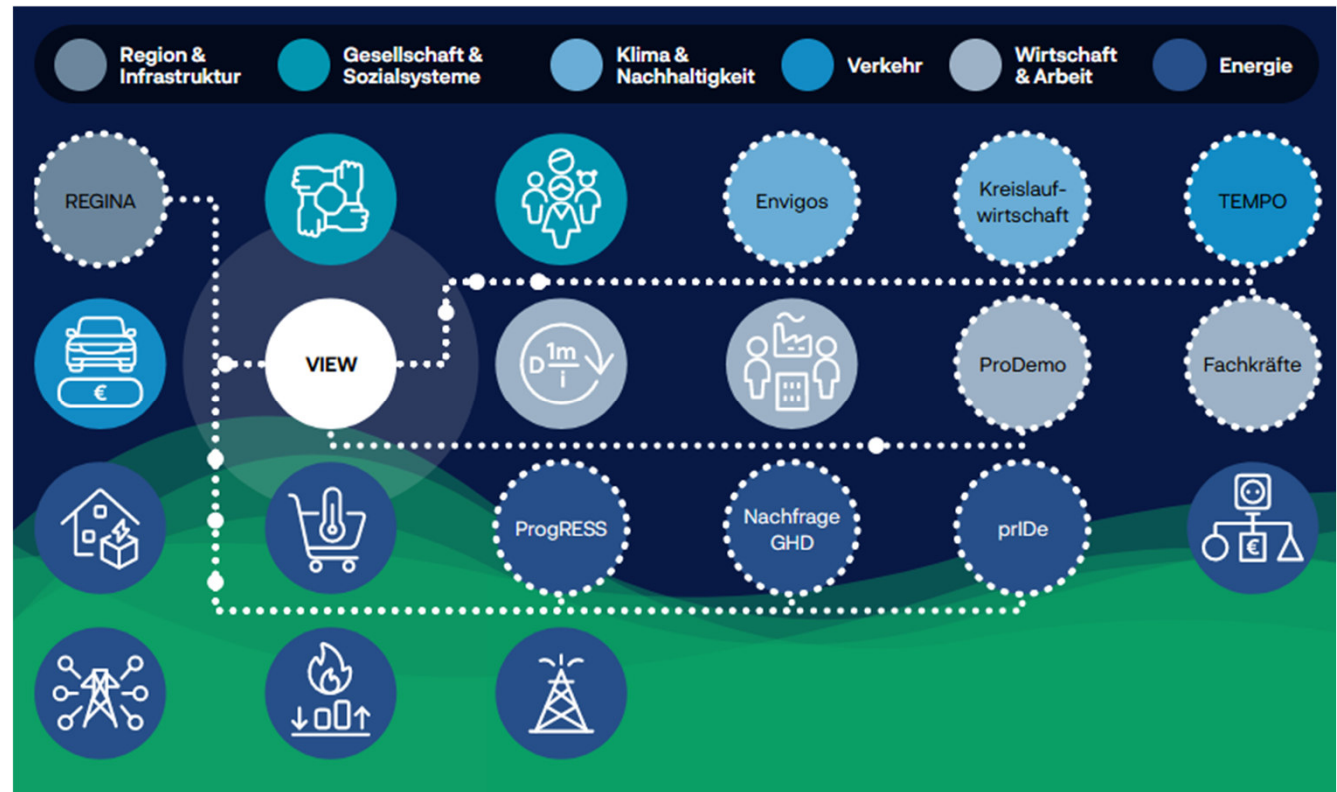 Region &
Infrastruktur
Gesellschaft &
Sozialsysteme
Klima &
Nachhaltigkeit
Verkehr
Wirtschaft
& Arbeit
Energie
REGINA
Envigos
Kreislauf-
wirtschaft
TEMPO
€
VIEW
D 1m
i
ProDemo
Fachkräfte
ProgRESS
Nachfrage
GHD
prIDe
€